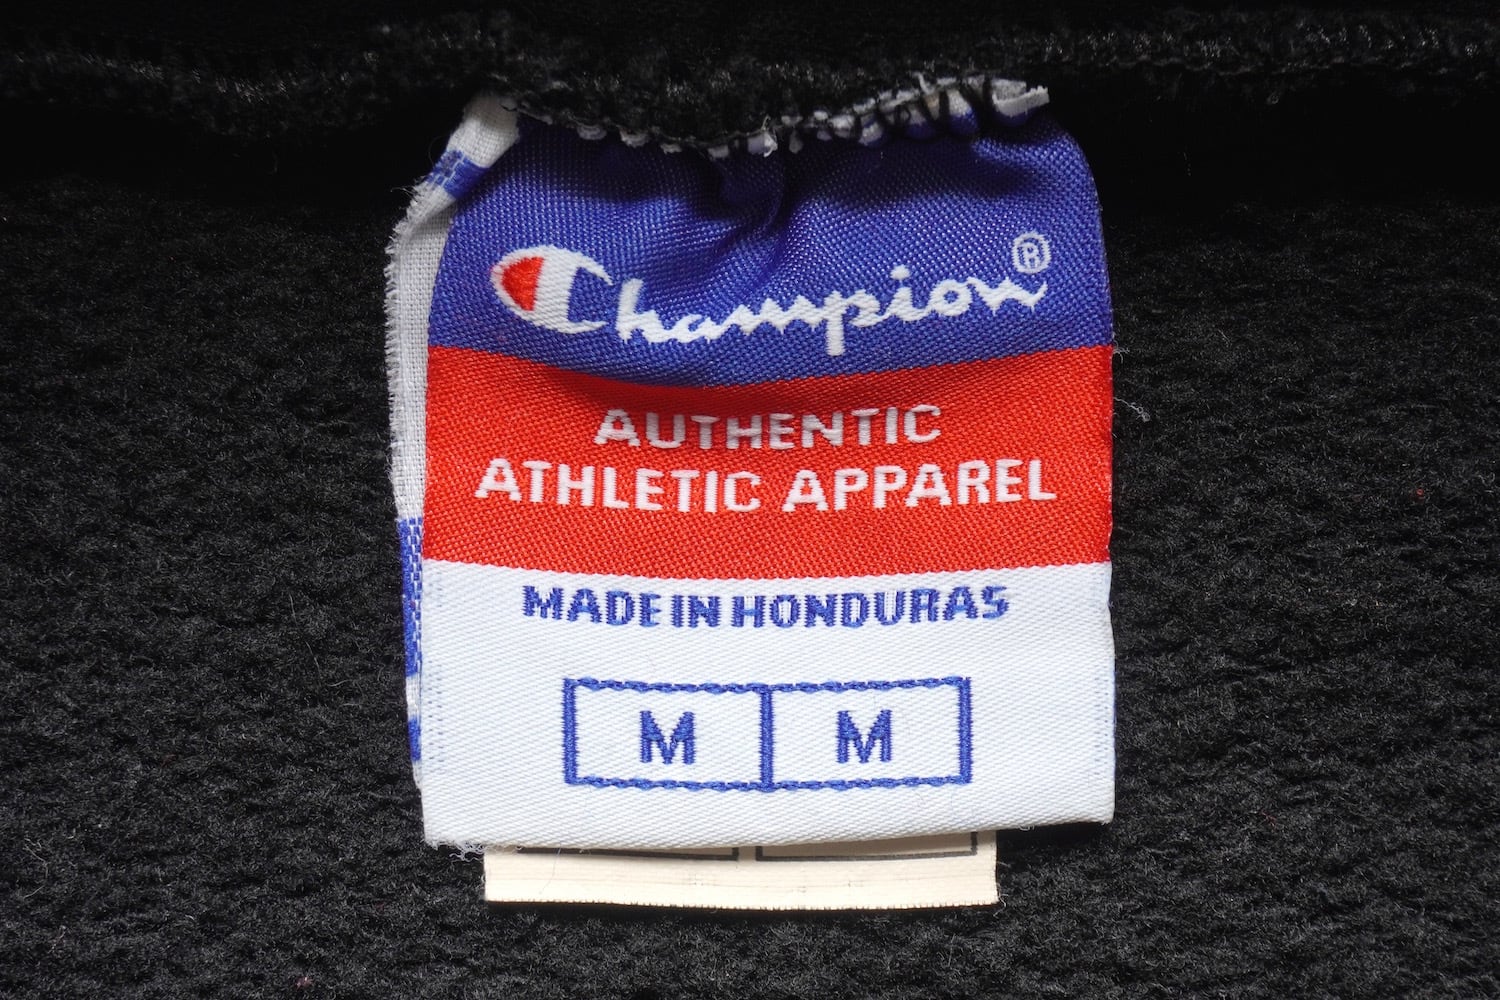 Champion®
AUTHENTIC
ATHLETIC APPAREL
MADE IN HONDURAS
M M